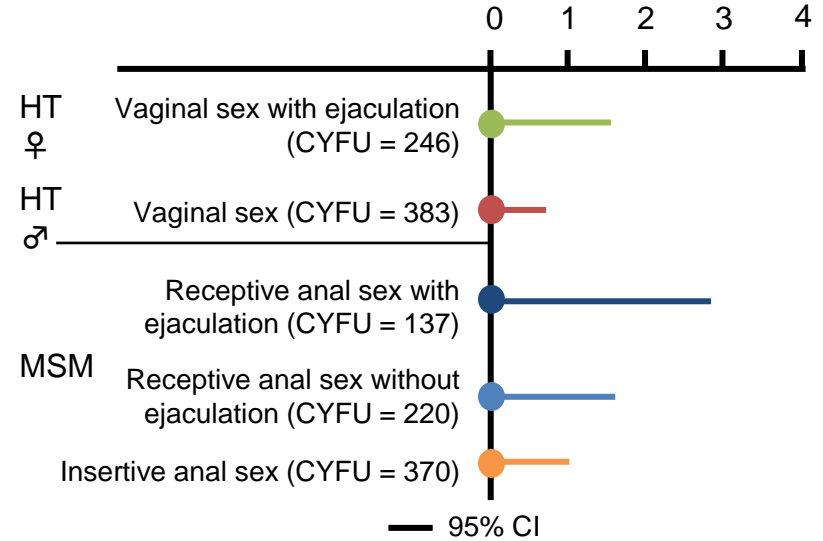 0 1 2 3 4
HT
♀
Vaginal sex with ejaculation
(CYFU = 246)
HT
♂
Vaginal sex (CYFU = 383)
MSM
Receptive anal sex with
ejaculation (CYFU = 137)
Receptive anal sex without
ejaculation (CYFU = 220)
Insertive anal sex (CYFU = 370)
95% CI